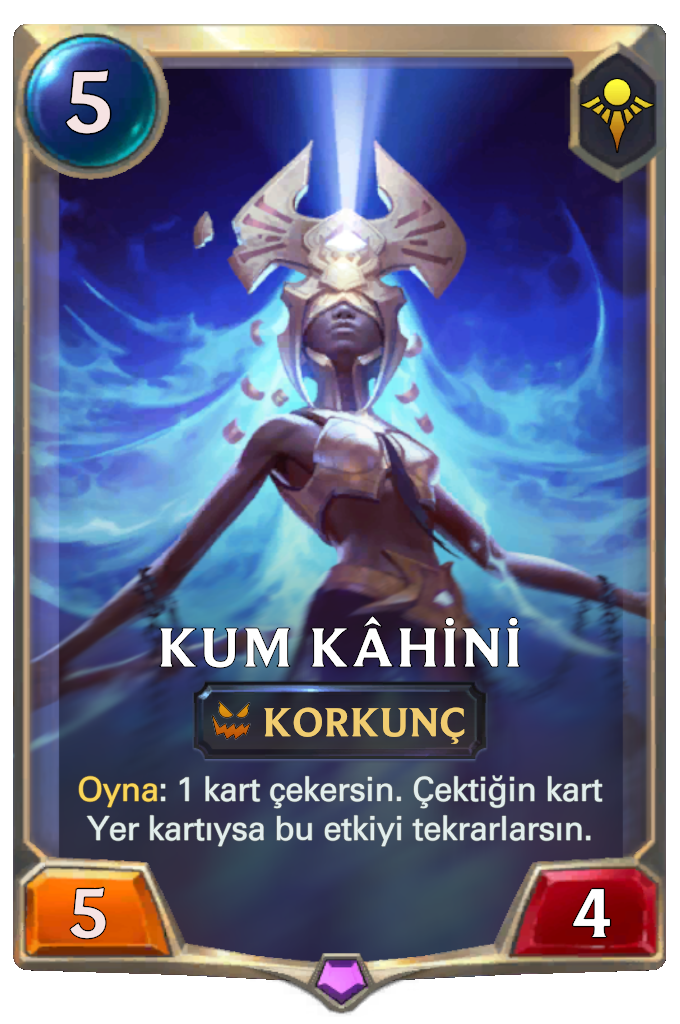 5
KUM KÂHİNİ
KORKUNÇ
Oyna: 1 kart çekersin. Çektiğin kart
Yer kartıysa bu etkiyi tekrarlarsın.
5
4